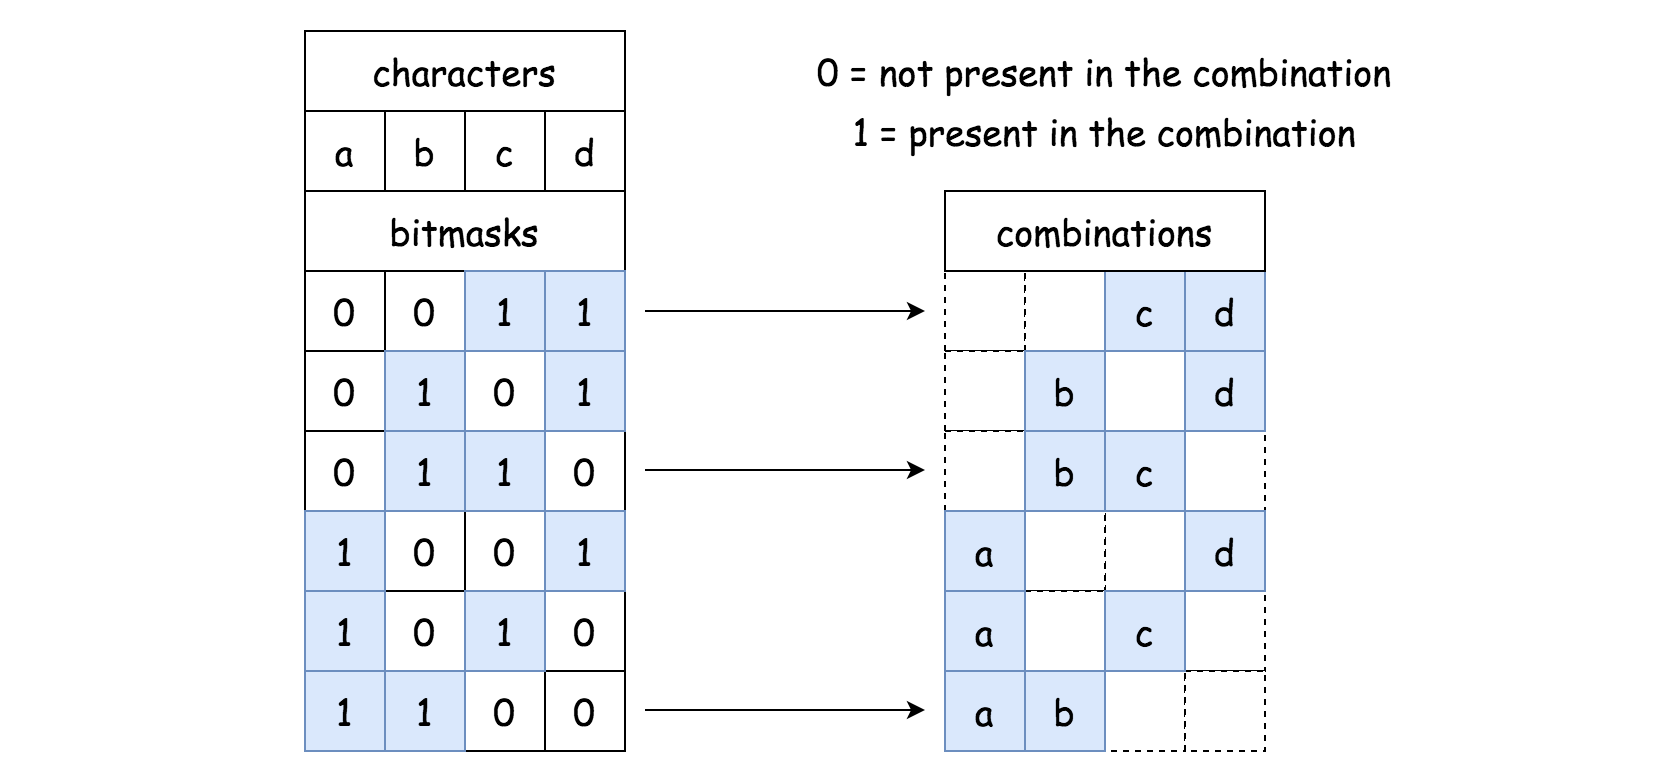 characters
0 = not present in the combination
1 = present in the combination
a b c d
bitmasks
combinations
0 0 1 1
c d
0 1 0 1
b d
0 1 1 0
b c
1 0 0 1
a d
1 0 1 0
a c
1 1 0 0
a b